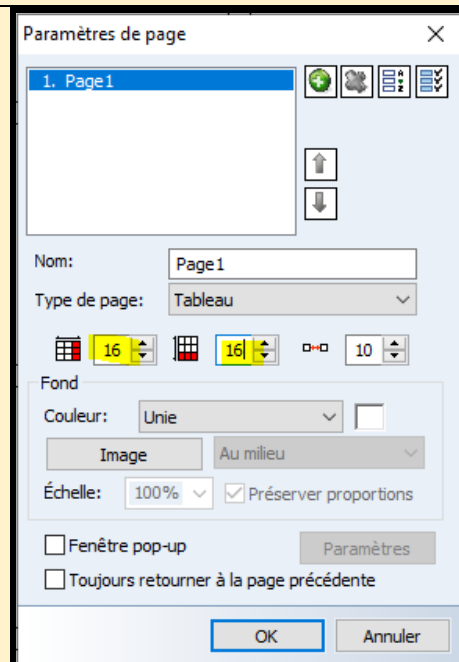 Paramètres de page
1. Page1
Nom: Page1
Type de page: Tableau
16 16 10
Fond
Couleur: Unie
Image Au milieu
Échelle: 100% Préserver proportions
Fenêtre pop-up Paramètres
Toujours retourner à la page précédente
OK Annuler